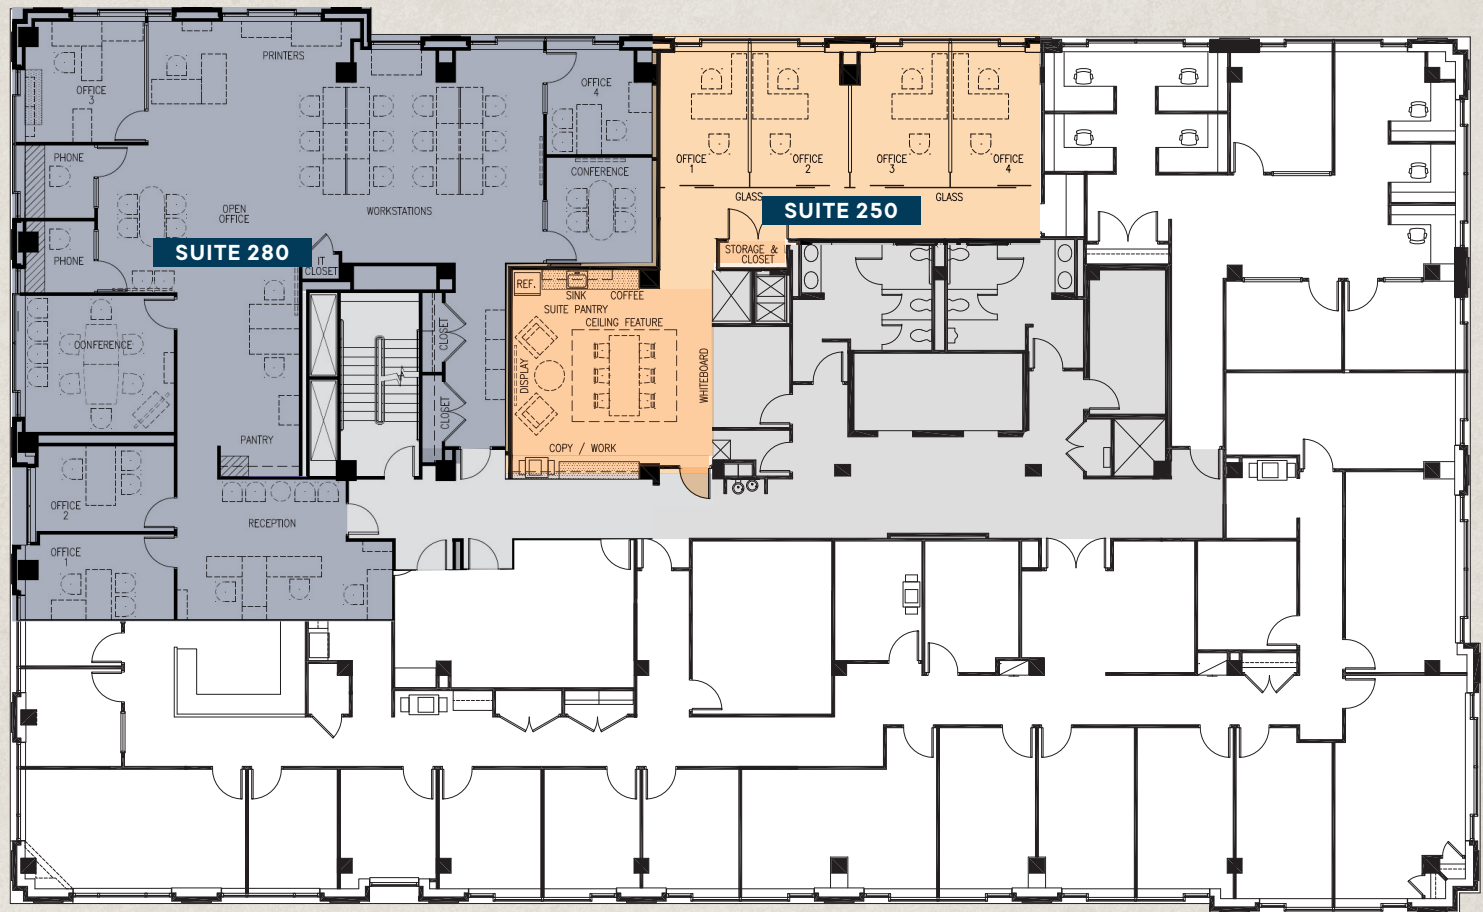 PRINTERS
OFFICE
3
OFFICE
4
PHONE
CONFERENCE
OPEN
OFFICE
WORKSTATIONS
SUITE 280
PHONE
IT
CLOSET
CONFERENCE
CLOSET
CLOSET
PANTRY
OFFICE
2
RECEPTION
OFFICE
1
OFFICE
1
OFFICE
2
OFFICE
3
OFFICE
4
GLASS
GLASS
SUITE 250
STORAGE &
CLOSET
REF.
SINK
COFFEE
SUITE PANTRY
CEILING FEATURE
DISPLAY
WHITEBOARD
COPY / WORK